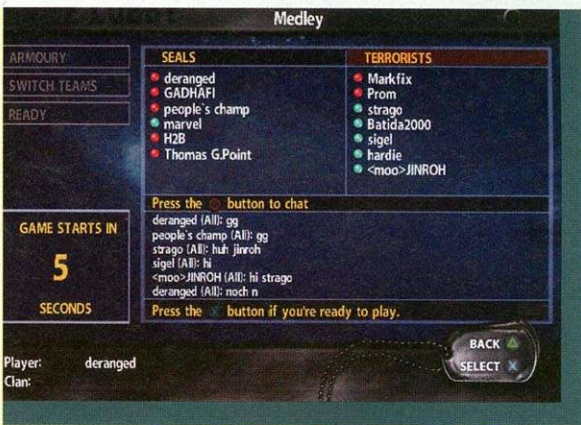 Medley
ARMOURY
SWITCH TEAMS
READY
SEALS
deranged
GADHAFI
people`s champ
marvel
H2B
Thomas G.Point
TERRORISTS
Markfix
Prom
strago
Batida2000
sigel
hardie
<moo>JINROH
Press the button to chat
deranged (All): gg
people`s champ (All): gg
strago (All): huh jinroh
sigel (All): hi
<moo>JINROH (All): hi strago
deranged (All): noch n
Press the X button if you're ready to play.
GAME STARTS IN
5
SECONDS
BACK
SELECT X
Player: deranged
Clan: